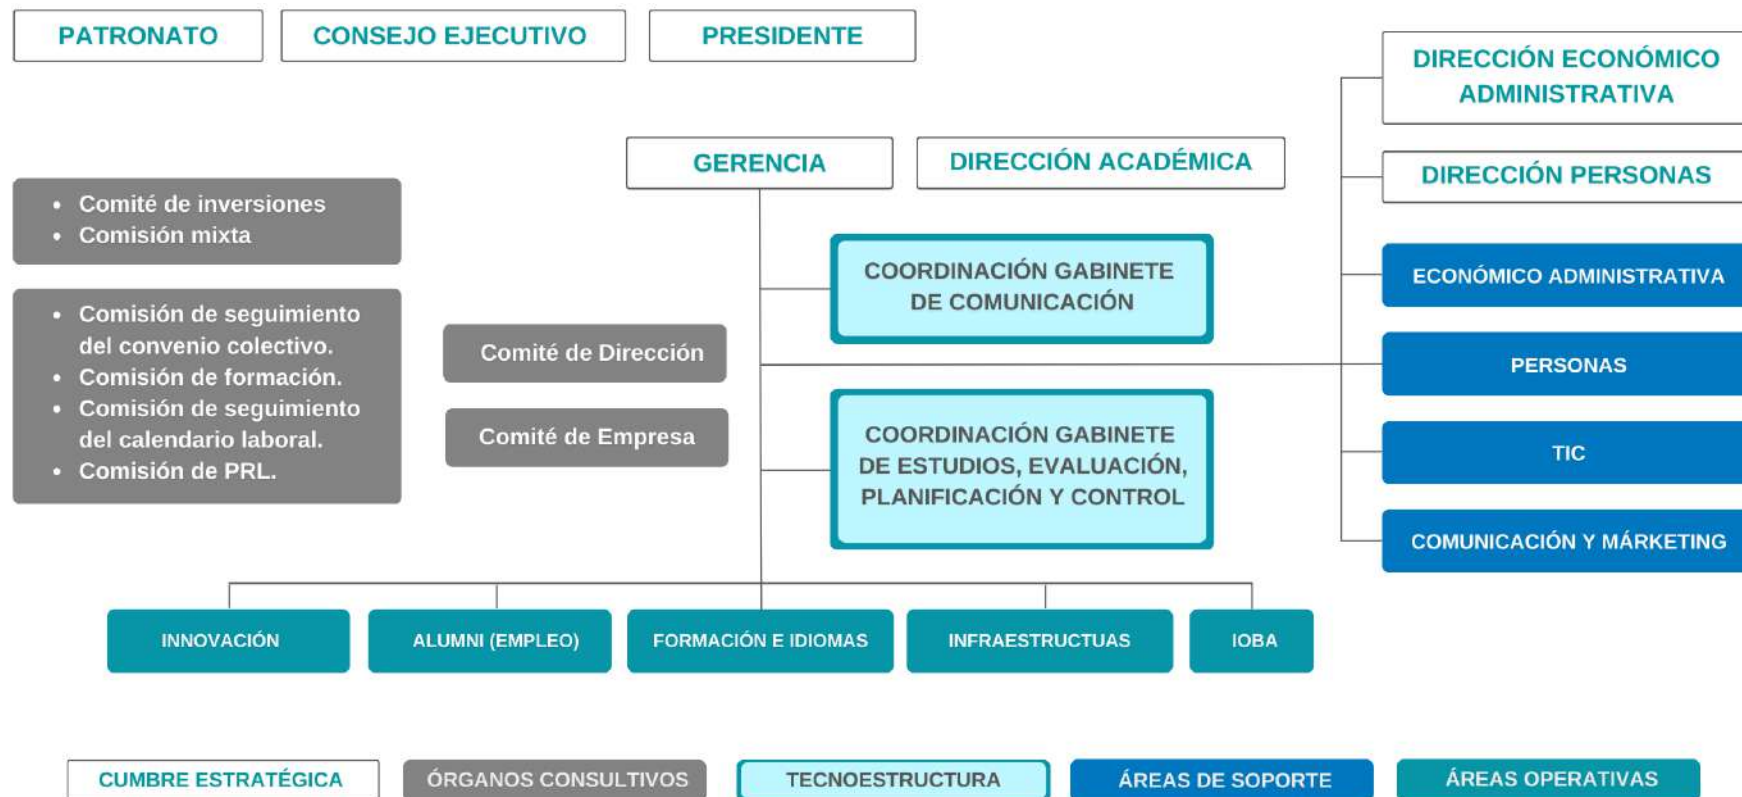 PATRONATO
CONSEJO EJECUTIVO
PRESIDENTE
DIRECCIÓN ECONÓMICO
ADMINISTRATIVA
GERENCIA
DIRECCIÓN ACADÉMICA
DIRECCIÓN PERSONAS
• Comité de inversiones
• Comisión mixta
COORDINACIÓN GABINETE
DE COMUNICACIÓN
ECONÓMICO ADMINISTRATIVA
• Comisión de seguimiento
del convenio colectivo.
• Comisión de formación.
• Comisión de seguimiento
del calendario laboral.
• Comisión de PRL.
Comité de Dirección
PERSONAS
Comité de Empresa
COORDINACIÓN GABINETE
DE ESTUDIOS, EVALUACIÓN,
PLANIFICACIÓN Y CONTROL
TIC
COMUNICACIÓN Y MÁRKETING
INNOVACIÓN
ALUMNI (EMPLEO)
FORMACIÓN E IDIOMAS
INFRAESTRUCTUAS
IOBA
CUMBRE ESTRATÉGICA
ÓRGANOS CONSULTIVOS
TECNOESTRUCTURA
ÁREAS DE SOPORTE
ÁREAS OPERATIVAS